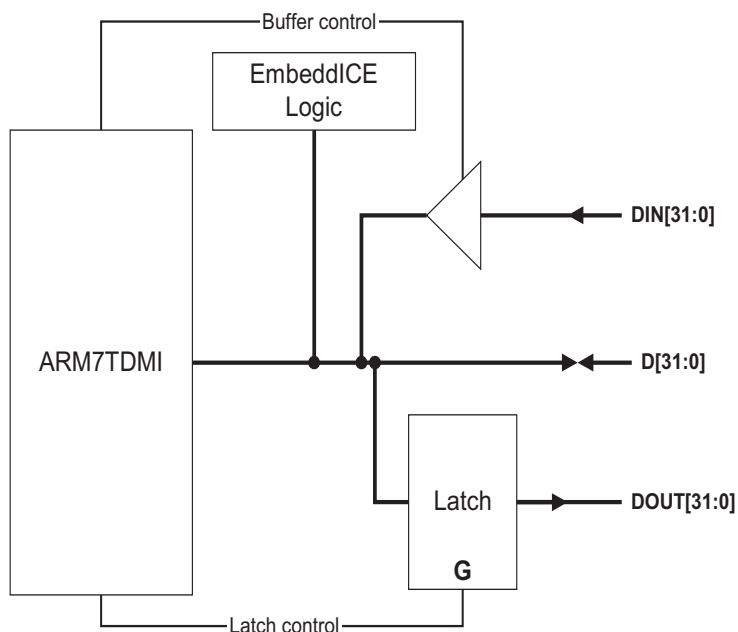 Buffer control
EmbeddICE
Logic
DIN[31:0]
ARM7TDMI
D[31:0]
Latch
DOUT[31:0]
G
Latch control